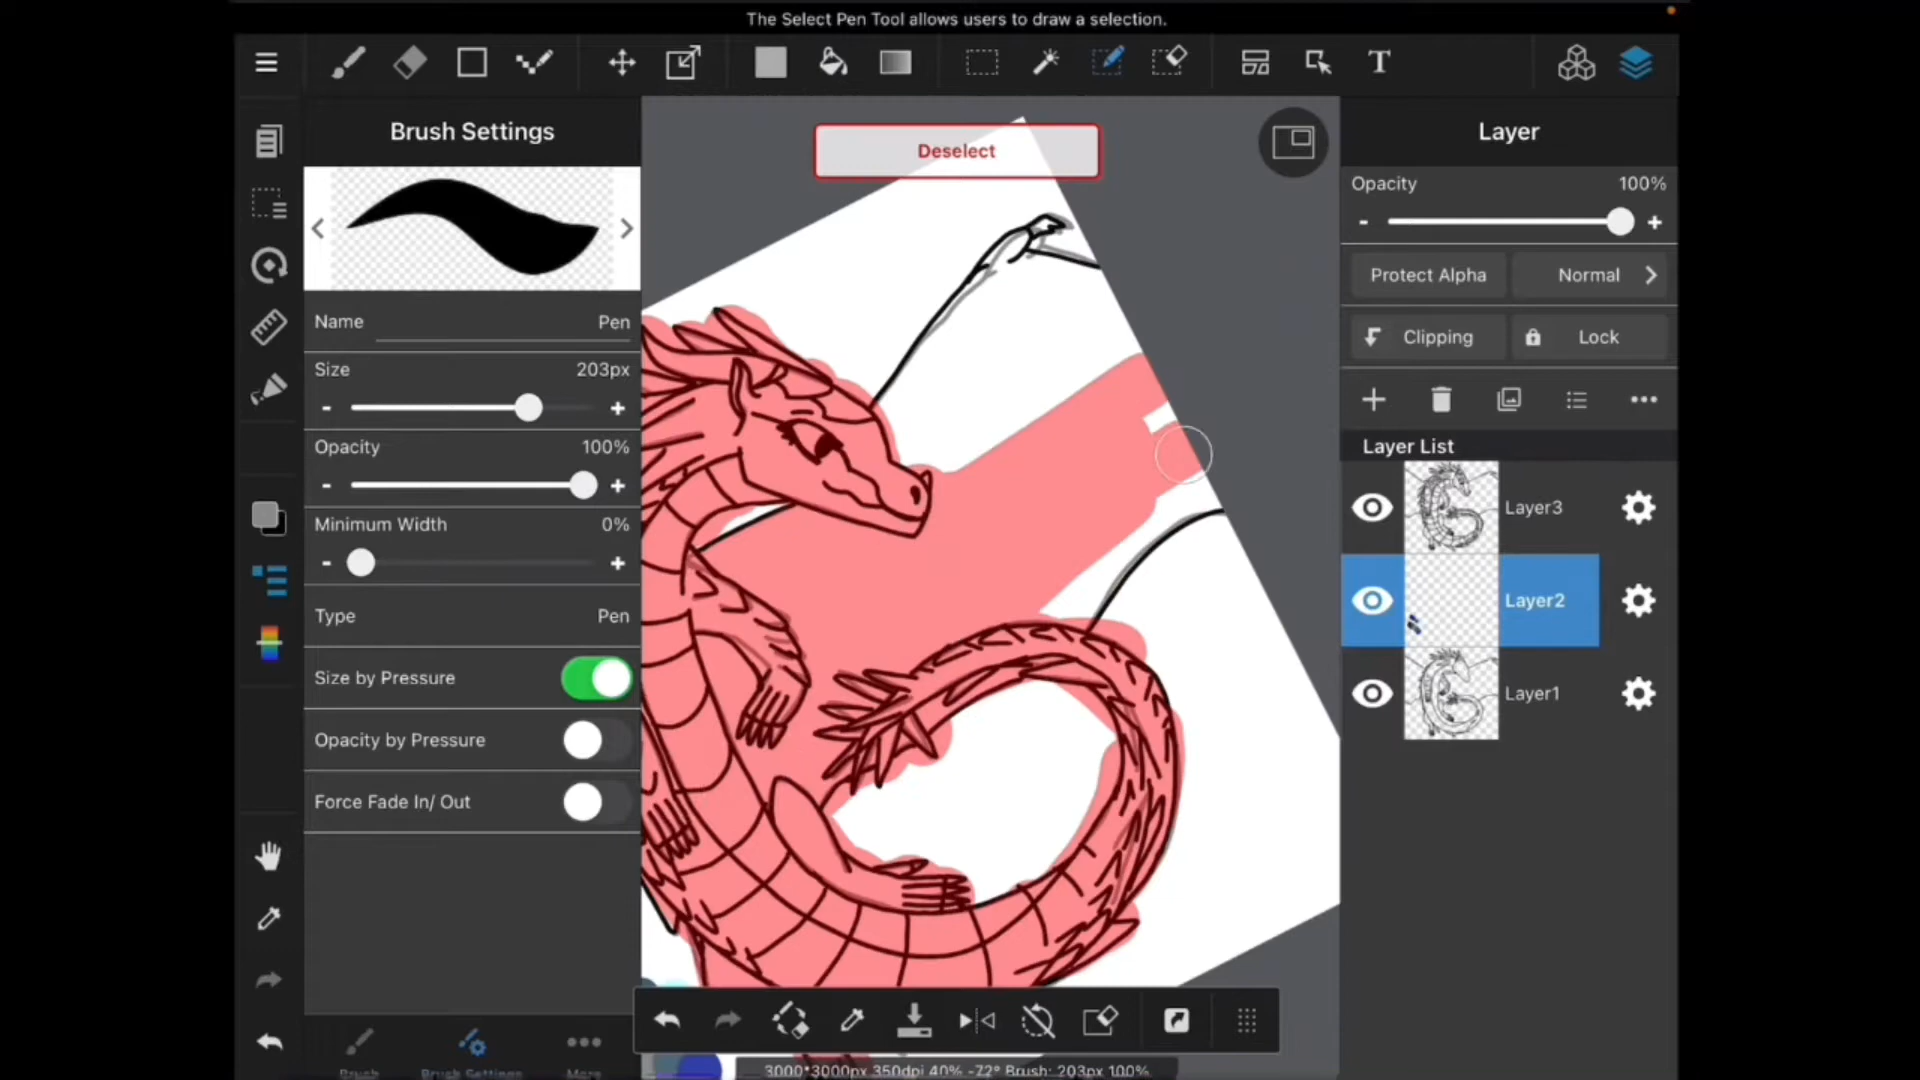 The Select Pen Tool allows users to draw a selection.
T
Brush Settings
Deselect
Layer
Opacity 100%
- +
Protect Alpha Normal
Clipping Lock
Name Pen
Size 203px
- +
Opacity 100%
- +
Minimum Width 0%
- +
Type Pen
Size by Pressure
Opacity by Pressure
Force Fade In/ Out
Layer List
Layer3
Layer2
Layer1
Brush Brush Settings More
3000*3000px 350dpi 40% -72° Brush: 203px 100%